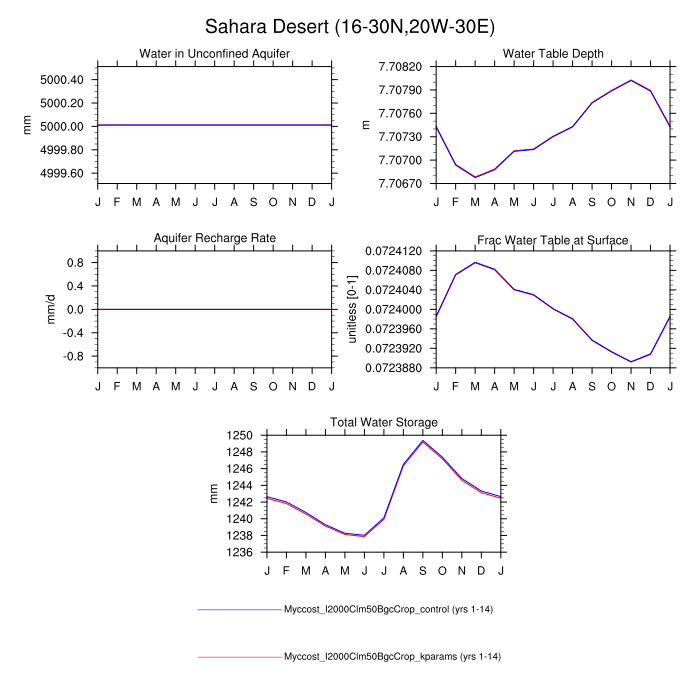 Sahara Desert (16-30N,20W-30E)
Water in Unconfined Aquifer
5000.40
5000.20
5000.00
4999.80
4999.60
mm
J F M A M J J A S O N D J
Water Table Depth
7.70820
7.70790
7.70760
7.70730
7.70700
7.70670
m
J F M A M J J A S O N D J
Aquifer Recharge Rate
0.8
0.4
0.0
-0.4
-0.8
mm/d
J F M A M J J A S O N D J
Frac Water Table at Surface
0.0724120
0.0724080
0.0724040
0.0724000
0.0723960
0.0723920
0.0723880
unitless [0-1]
J F M A M J J A S O N D J
Total Water Storage
1250
1248
1246
1244
1242
1240
1238
1236
mm
J F M A M J J A S O N D J
Myccost_I2000Clm50BgcCrop_control (yrs 1-14)
Myccost_I2000Clm50BgcCrop_kparams (yrs 1-14)